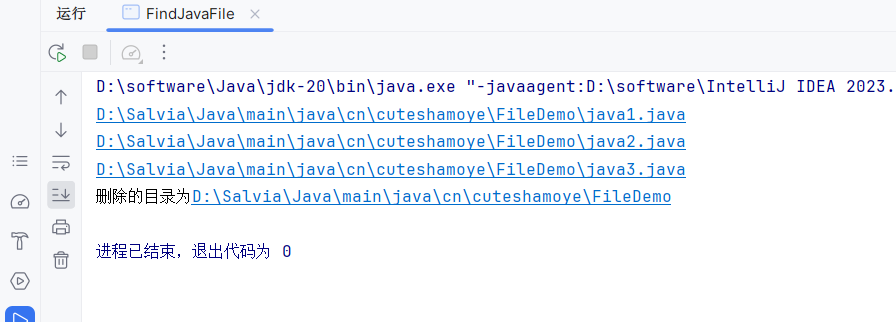 运行 FindJavaFile
D:\software\Java\jdk-20\bin\java.exe "-javaagent:D:\software\IntelliJ IDEA 2023.
D:\Salvia\Java\main\java\cn\cuteshamoye\FileDemo\java1.java
D:\Salvia\Java\main\java\cn\cuteshamoye\FileDemo\java2.java
D:\Salvia\Java\main\java\cn\cuteshamoye\FileDemo\java3.java
删除的目录为D:\Salvia\Java\main\java\cn\cuteshamoye\FileDemo
进程已结束，退出代码为 0